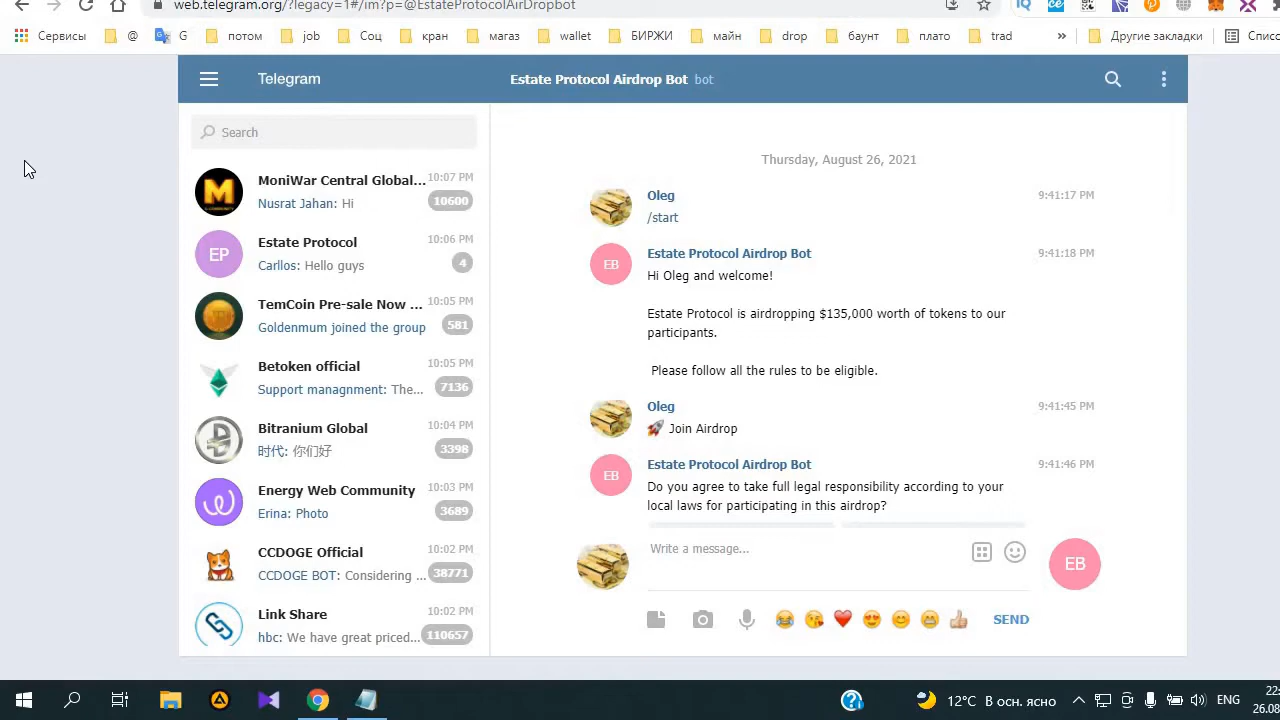 web.telegram.org/?legacy=1#/im?p=@EstateProtocolAirDropbot
Сервисы @ G потом job Соц кран магаз wallet БИРЖИ майн drop баунт плато trad » Другие закладки Списо
Telegram
Estate Protocol Airdrop Bot bot
Search
MoniWar Central Global... 10:07 PM
Nusrat Jahan: Hi 10600
Estate Protocol 10:06 PM
Carllos: Hello guys 4
TemCoin Pre-sale Now ... 10:05 PM
Goldenmum joined the group 581
Betoken official 10:05 PM
Support managnment: The... 7136
Bitranium Global 10:04 PM
时代: 你们好 3398
Energy Web Community 10:03 PM
Erina: Photo 3689
CCDOGE Official 10:02 PM
CCDOGE BOT: Considering ... 38771
Link Share 10:02 PM
hbc: We have great priced... 110657
EP
Thursday, August 26, 2021
Oleg 9:41:17 PM
/start
EB
Estate Protocol Airdrop Bot 9:41:18 PM
Hi Oleg and welcome!
Estate Protocol is airdropping $135,000 worth of tokens to our
participants.
Please follow all the rules to be eligible.
Oleg 9:41:45 PM
🚀 Join Airdrop
EB
Estate Protocol Airdrop Bot 9:41:46 PM
Do you agree to take full legal responsibility according to your
local laws for participating in this airdrop?
Write a message...
EB
SEND
12°C В осн. ясно ENG
22:
26.08